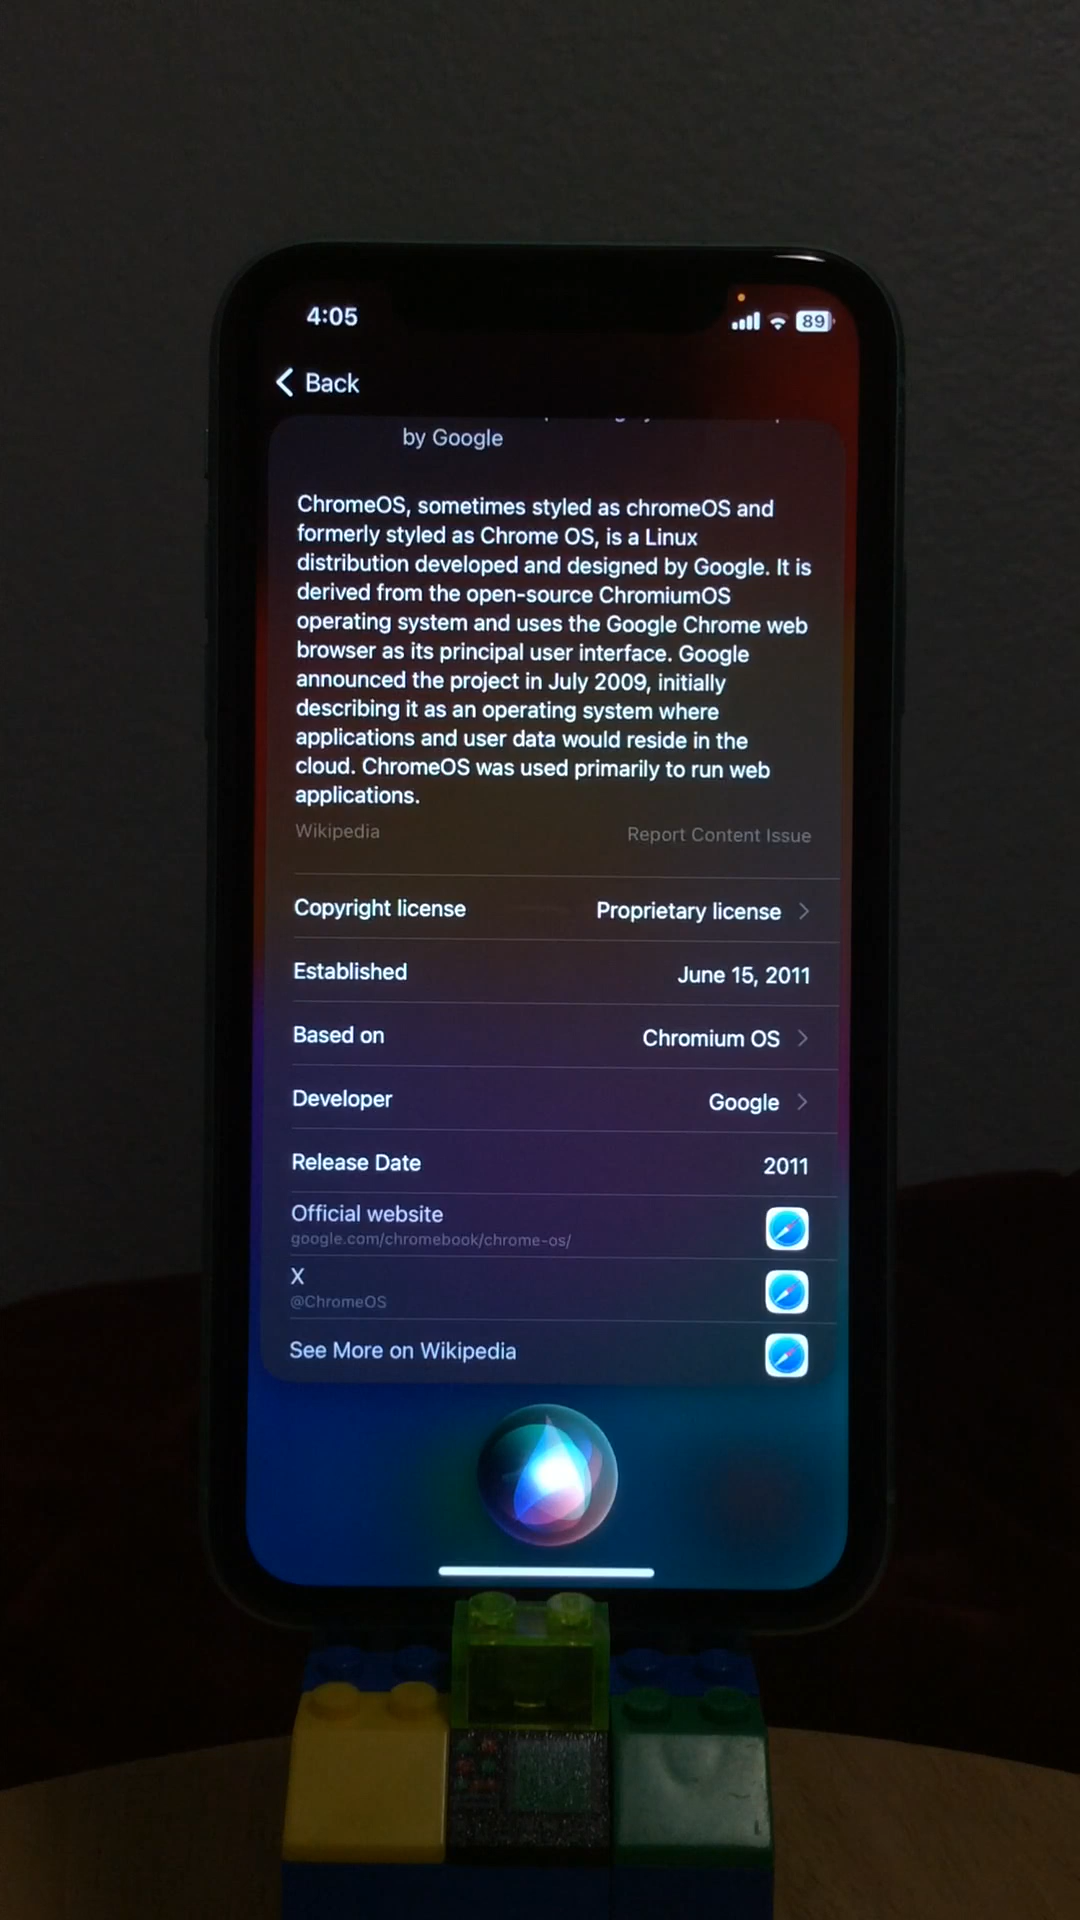 4:05
89
Back
by Google
ChromeOS, sometimes styled as chromeOS and
formerly styled as Chrome OS, is a Linux
distribution developed and designed by Google. It is
derived from the open-source ChromiumOS
operating system and uses the Google Chrome web
browser as its principal user interface. Google
announced the project in July 2009, initially
describing it as an operating system where
applications and user data would reside in the
cloud. ChromeOS was used primarily to run web
applications.
Wikipedia Report Content Issue
Copyright license Proprietary license
Established June 15, 2011
Based on Chromium OS
Developer Google
Release Date 2011
Official website
google.com/chromebook/chrome-os/
X
@ChromeOS
See More on Wikipedia